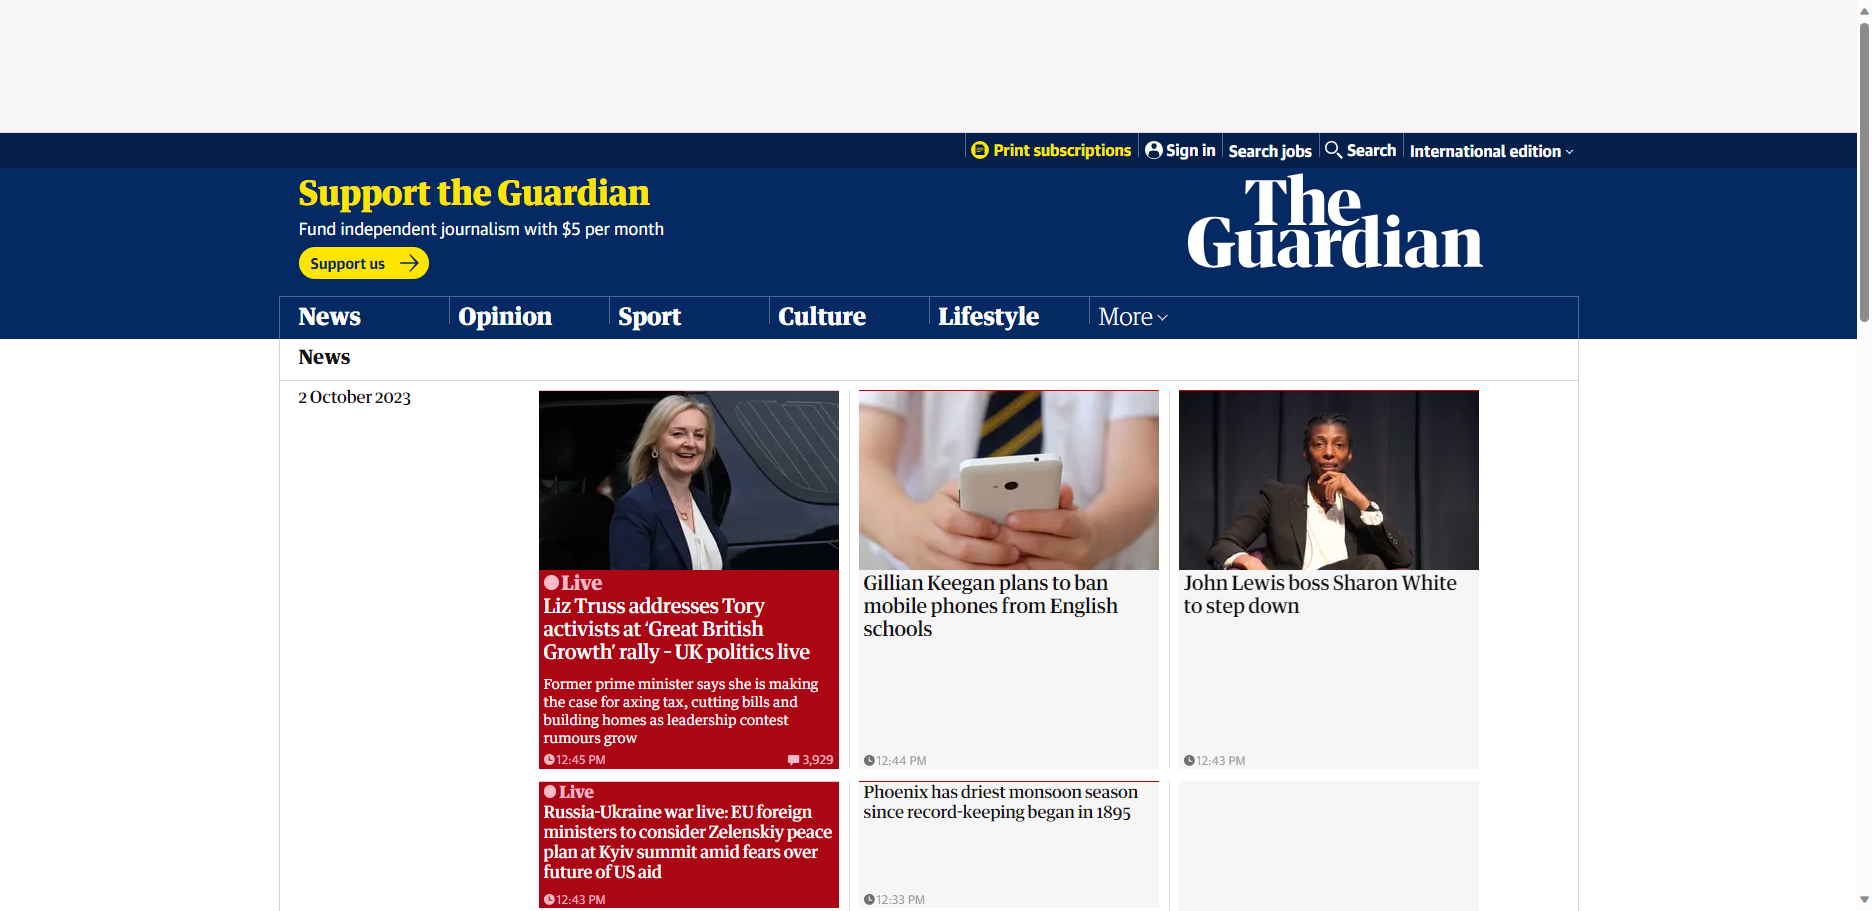 Print subscriptions
Sign in
Search jobs
Search
International edition
Support the Guardian
Fund independent journalism with $5 per month
Support us
The
Guardian
News
Opinion
Sport
Culture
Lifestyle
More
News
2 October 2023
Live
Liz Truss addresses Tory
activists at ‘Great British
Growth’ rally – UK politics live
Former prime minister says she is making
the case for axing tax, cutting bills and
building homes as leadership contest
rumours grow
12:45 PM
3,929
Gillian Keegan plans to ban
mobile phones from English
schools
12:44 PM
John Lewis boss Sharon White
to step down
12:43 PM
Live
Russia-Ukraine war live: EU foreign
ministers to consider Zelenskiy peace
plan at Kyiv summit amid fears over
future of US aid
12:43 PM
Phoenix has driest monsoon season
since record-keeping began in 1895
12:33 PM